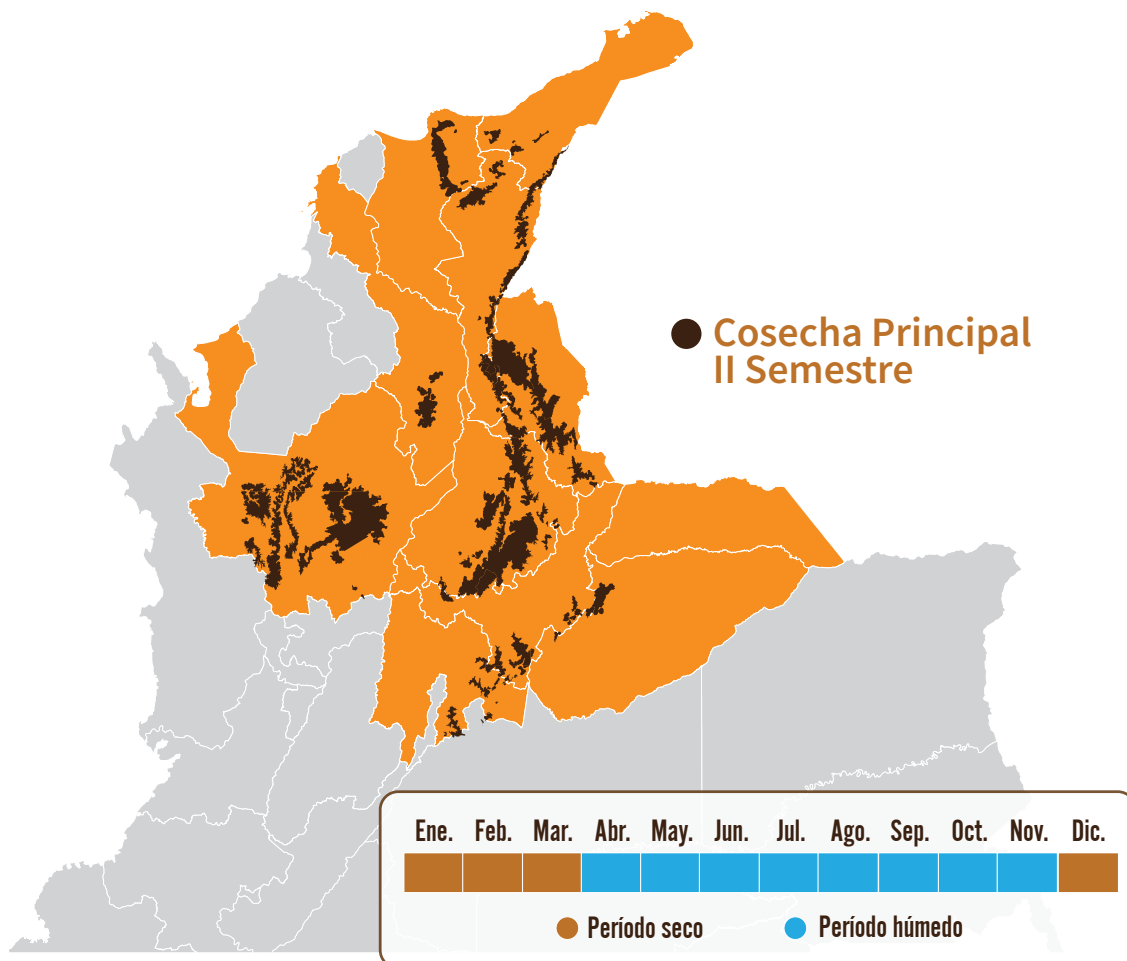 Cosecha Principal
II Semestre
Ene. Feb. Mar. Abr. May. Jun. Jul. Ago. Sep. Oct. Nov. Dic.
Período seco Período húmedo